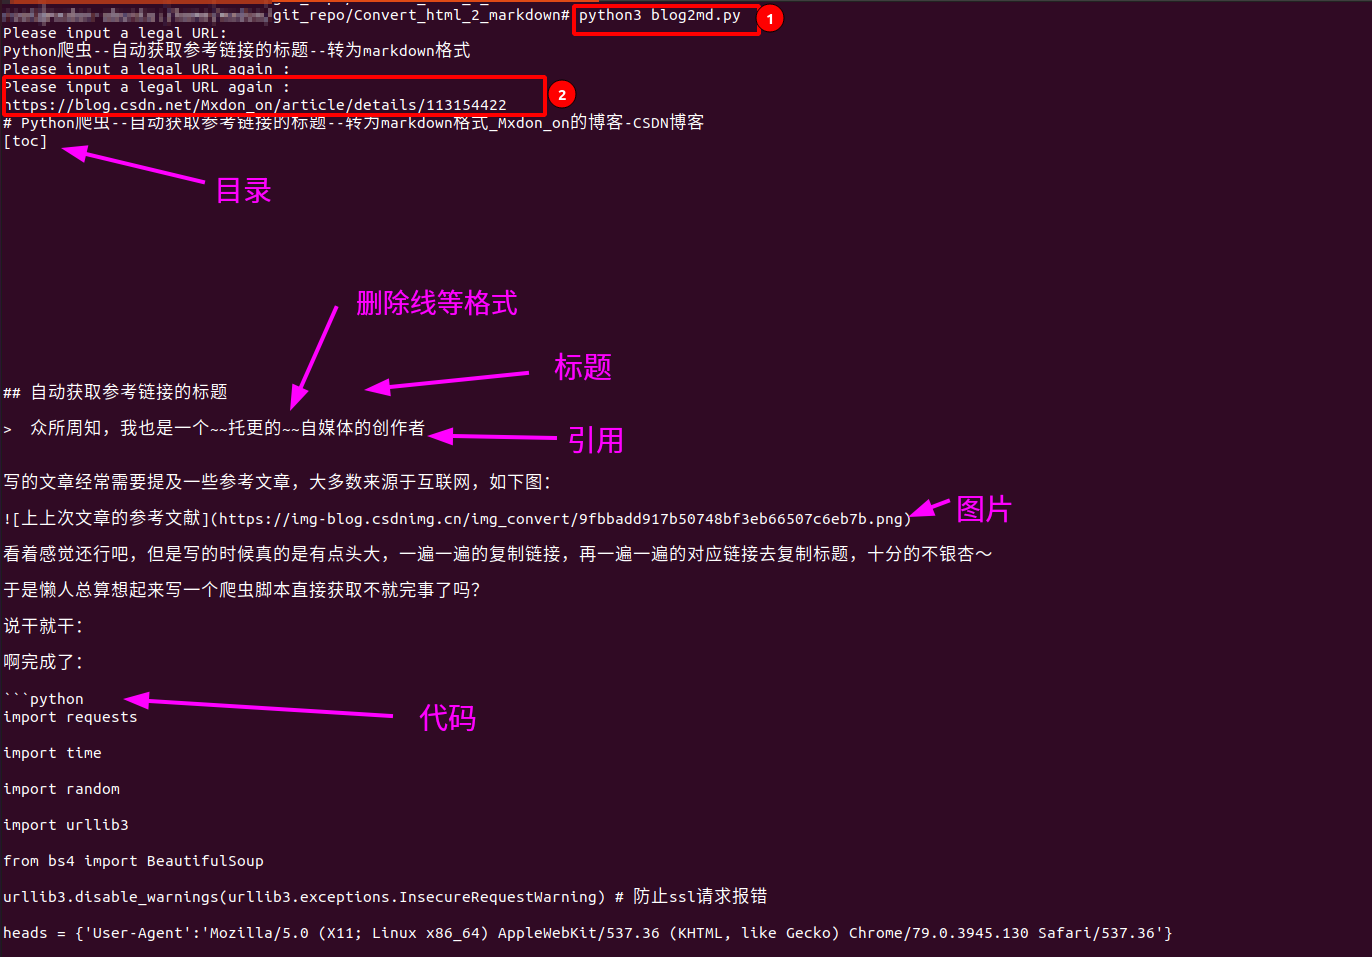 git_repo/Convert_html_2_markdown# python3 blog2md.py
1
Please input a legal URL:
Python爬虫--自动获取参考链接的标题--转为markdown格式
Please input a legal URL again :
Please input a legal URL again :
2
https://blog.csdn.net/Mxdon_on/article/details/113154422
# Python爬虫--自动获取参考链接的标题--转为markdown格式_Mxdon_on的博客-CSDN博客
[toc]
目录
删除线等格式
标题
## 自动获取参考链接的标题
>  众所周知，我也是一个~~托更的~~自媒体的创作者
引用
写的文章经常需要提及一些参考文章，大多数来源于互联网，如下图：
![上上次文章的参考文献](https://img-blog.csdnimg.cn/img_convert/9fbbadd917b50748bf3eb66507c6eb7b.png)
图片
看着感觉还行吧，但是写的时候真的是有点头大，一遍一遍的复制链接，再一遍一遍的对应链接去复制标题，十分的不银杏～
于是懒人总算想起来写一个爬虫脚本直接获取不就完事了吗？
说干就干：
啊完成了：
```python
代码
import requests
import time
import random
import urllib3
from bs4 import BeautifulSoup
urllib3.disable_warnings(urllib3.exceptions.InsecureRequestWarning) # 防止ssl请求报错
heads = {'User-Agent':'Mozilla/5.0 (X11; Linux x86_64) AppleWebKit/537.36 (KHTML, like Gecko) Chrome/79.0.3945.130 Safari/537.36'}